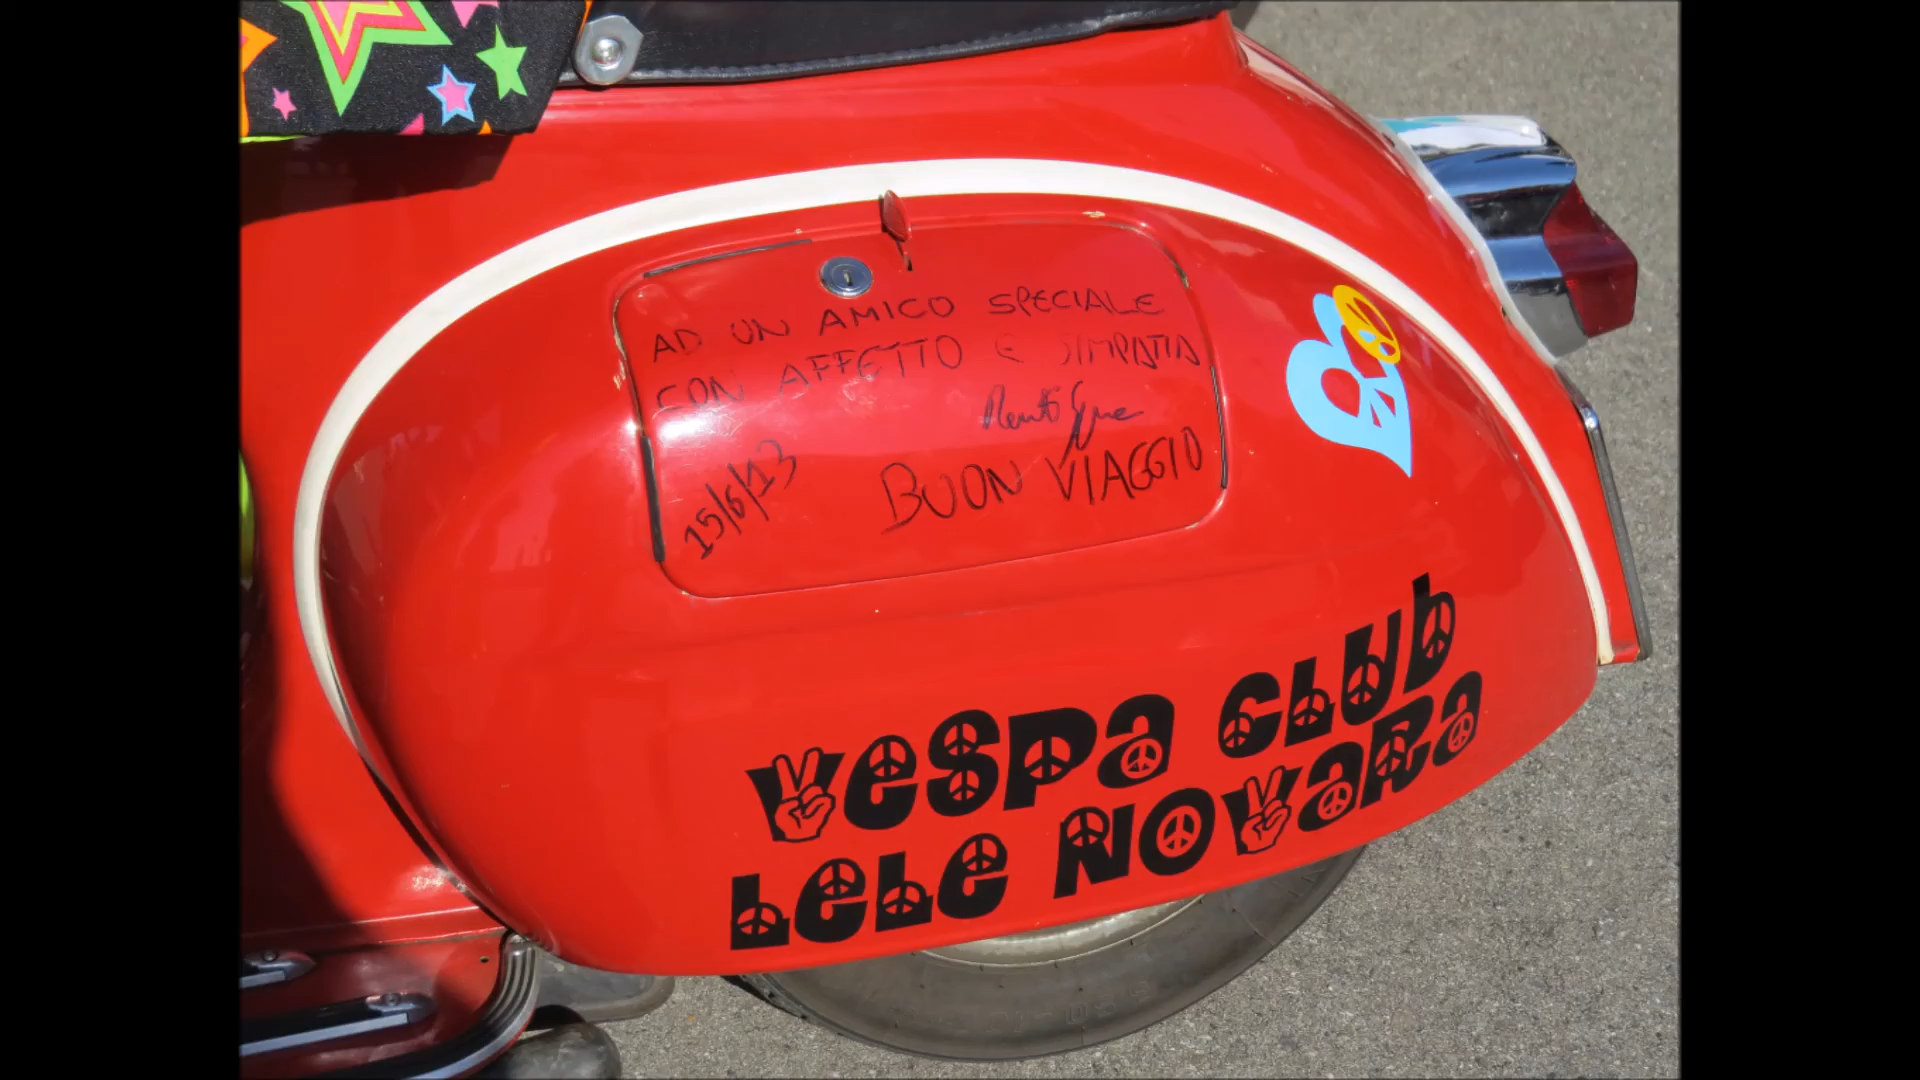 AD UN AMICO SPECIALE
CON AFFETTO E SIMPATIA
15/6/13
BUON VIAGGIO
VESPA CLUB
LELE NOVARA